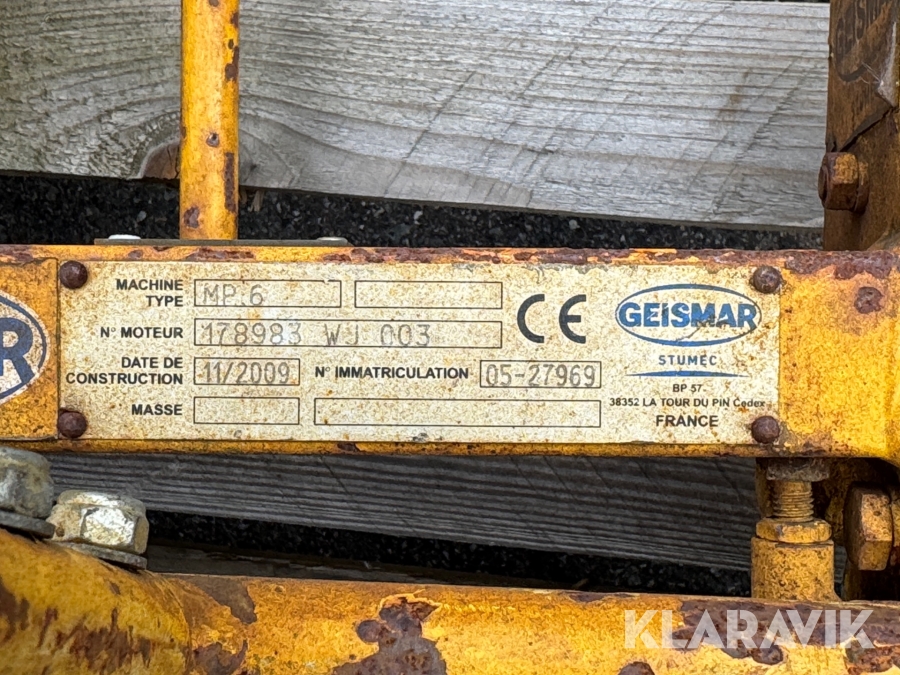 MACHINE TYPE MP.6
N° MOTEUR 178983 WJ 003
DATE DE CONSTRUCTION 11/2009 N° IMMATRICULATION 05-27969
MASSE
CE
GEISMAR
STUMEC
BP 57
38352 LA TOUR DU PIN Cedex
FRANCE
R
KLARAVIK